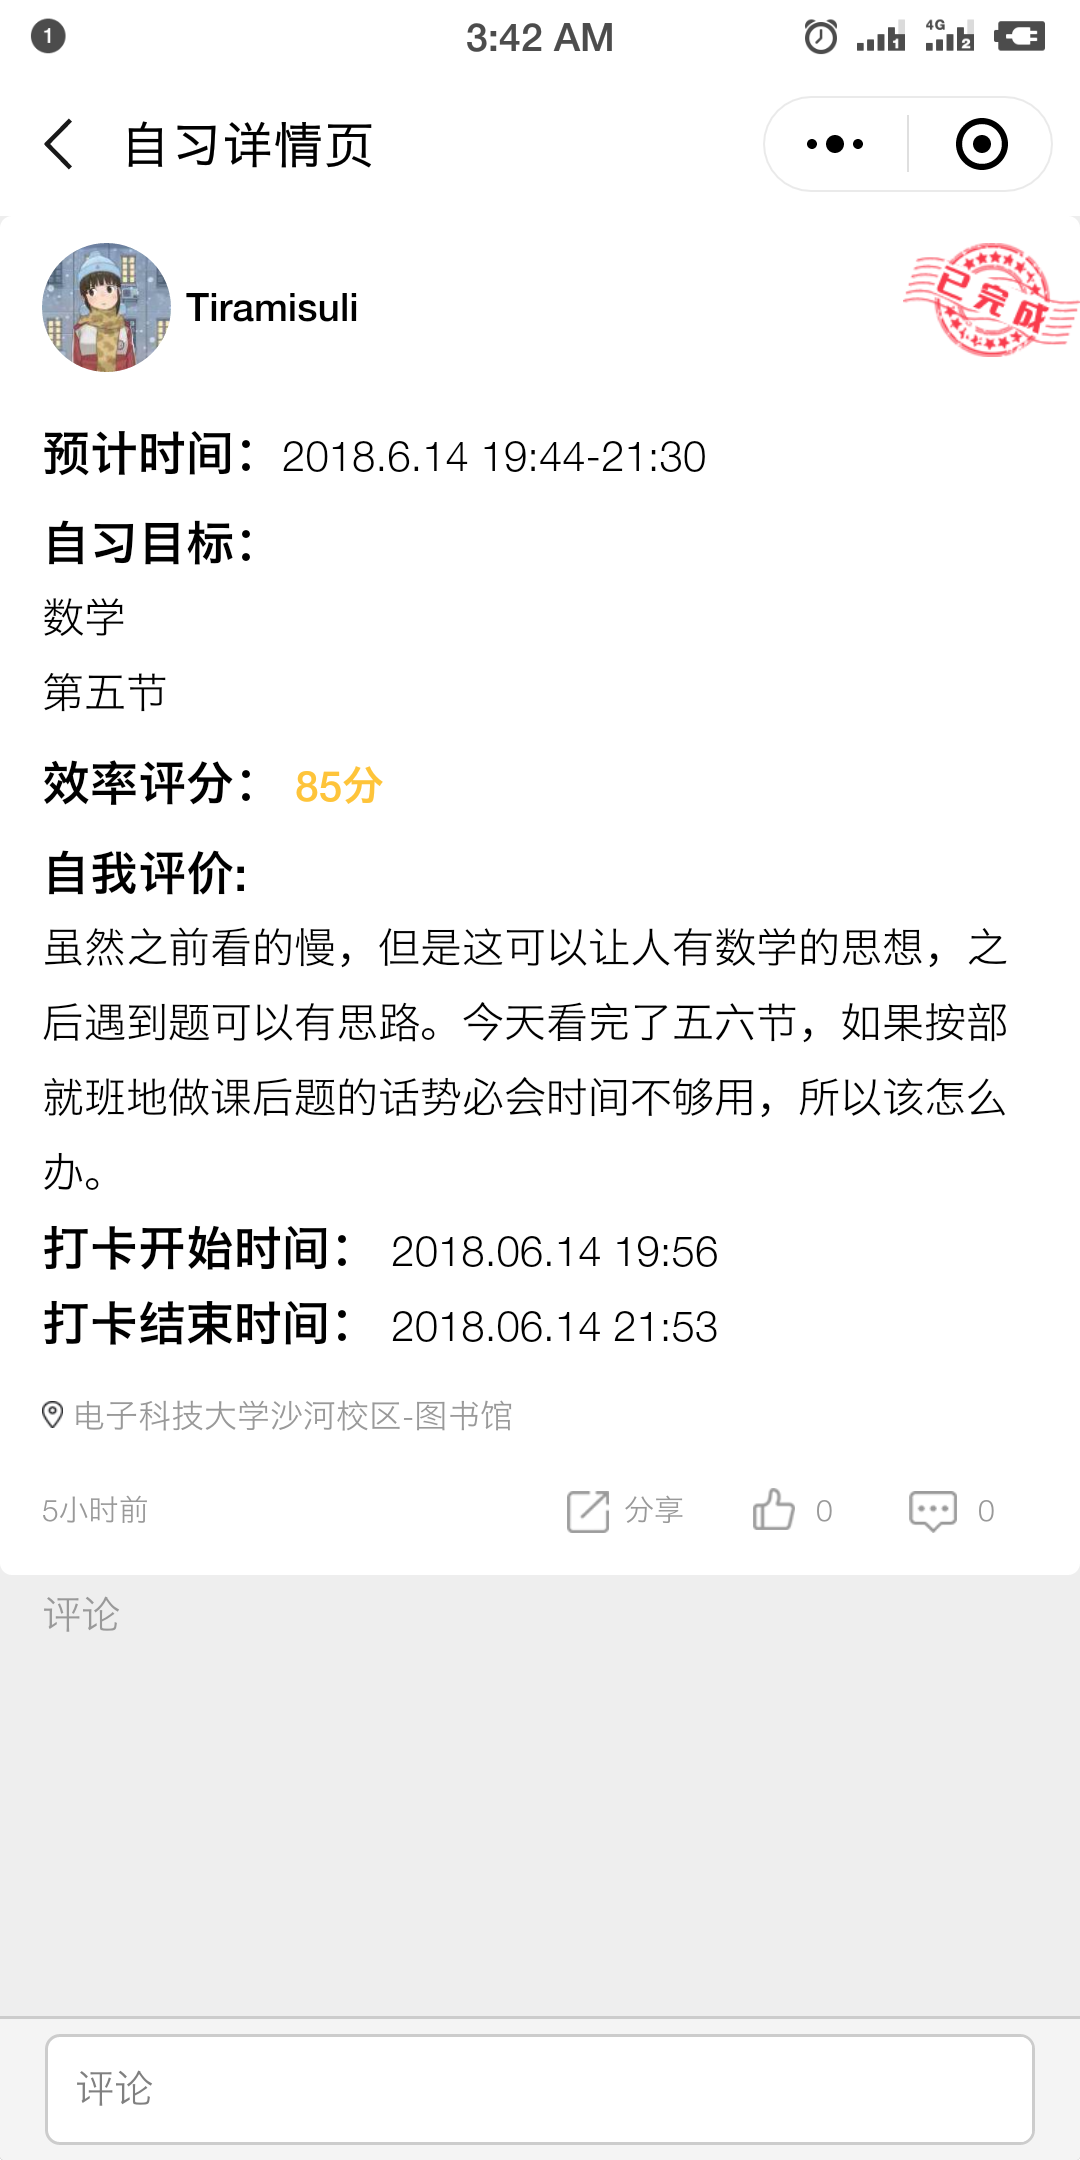 1
3:42 AM
1
4G
2
自习详情页
Tiramisuli
已完成
预计时间：2018.6.14 19:44-21:30
自习目标：
数学
第五节
效率评分： 85分
自我评价:
虽然之前看的慢，但是这可以让人有数学的思想，之
后遇到题可以有思路。今天看完了五六节，如果按部
就班地做课后题的话势必会时间不够用，所以该怎么
办。
打卡开始时间： 2018.06.14 19:56
打卡结束时间： 2018.06.14 21:53
电子科技大学沙河校区-图书馆
5小时前 分享 0 0
评论
评论